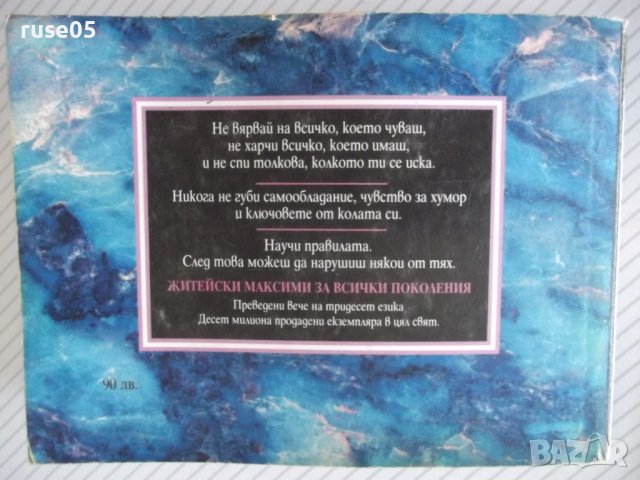 ruse05
Не вярвай на всичко, което чуваш,
не харчи всичко, което имаш,
и не спи толкова, колкото ти се иска.
Никога не губи самообладание, чувство за хумор
и ключовете от колата си.
Научи правилата.
След това можеш да нарушиш някои от тях.
ЖИТЕЙСКИ МАКСИМИ ЗА ВСИЧКИ ПОКОЛЕНИЯ
Преведени вече на тридесет езика
Десет милиона продадени екземпляра в цял свят.
90 лв.
BAZAR